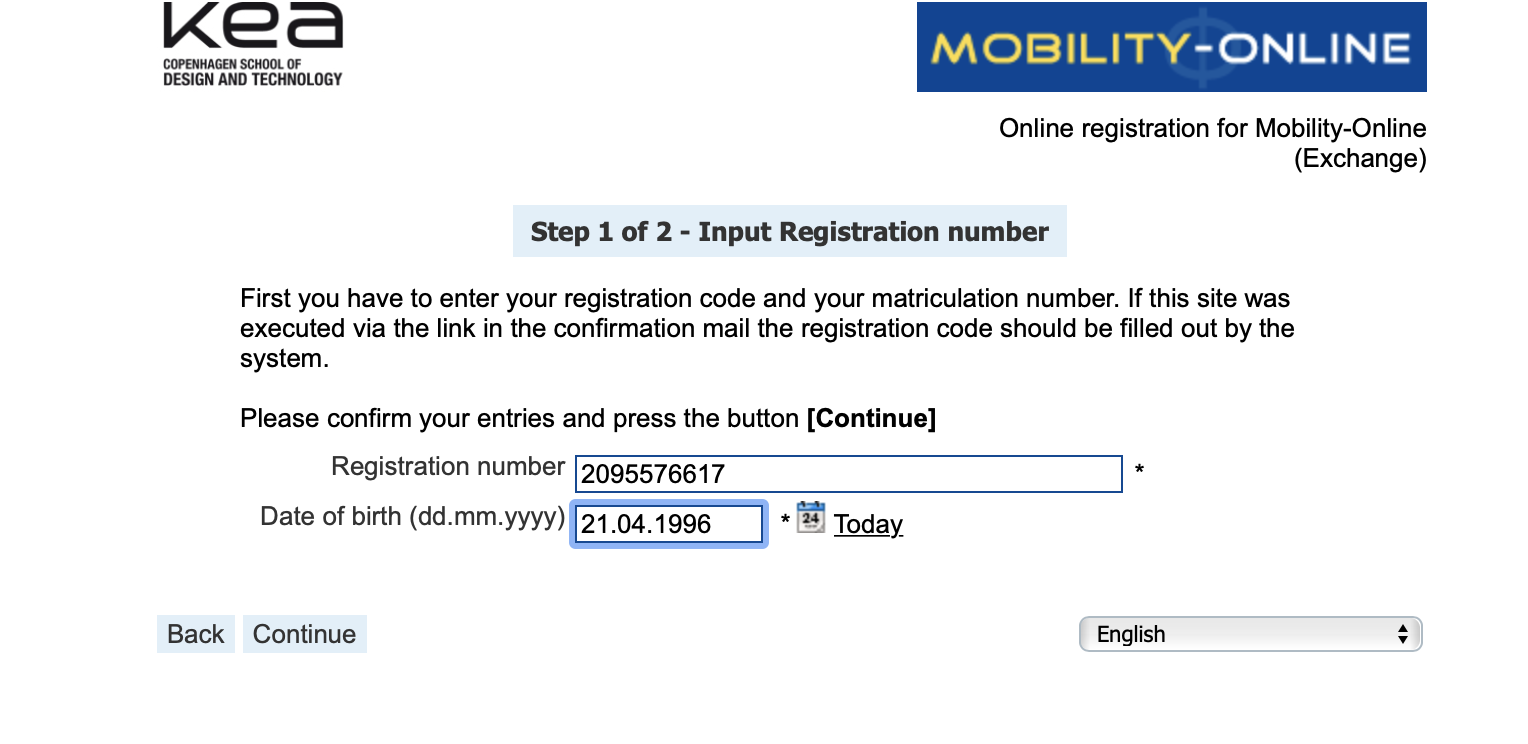 kea
COPENHAGEN SCHOOL OF
DESIGN AND TECHNOLOGY
MOBILITY-ONLINE
Online registration for Mobility-Online
(Exchange)
Step 1 of 2 - Input Registration number
First you have to enter your registration code and your matriculation number. If this site was
executed via the link in the confirmation mail the registration code should be filled out by the
system.
Please confirm your entries and press the button [Continue]
Registration number 2095576617 *
Date of birth (dd.mm.yyyy) 21.04.1996 * 24 Today
Back Continue English